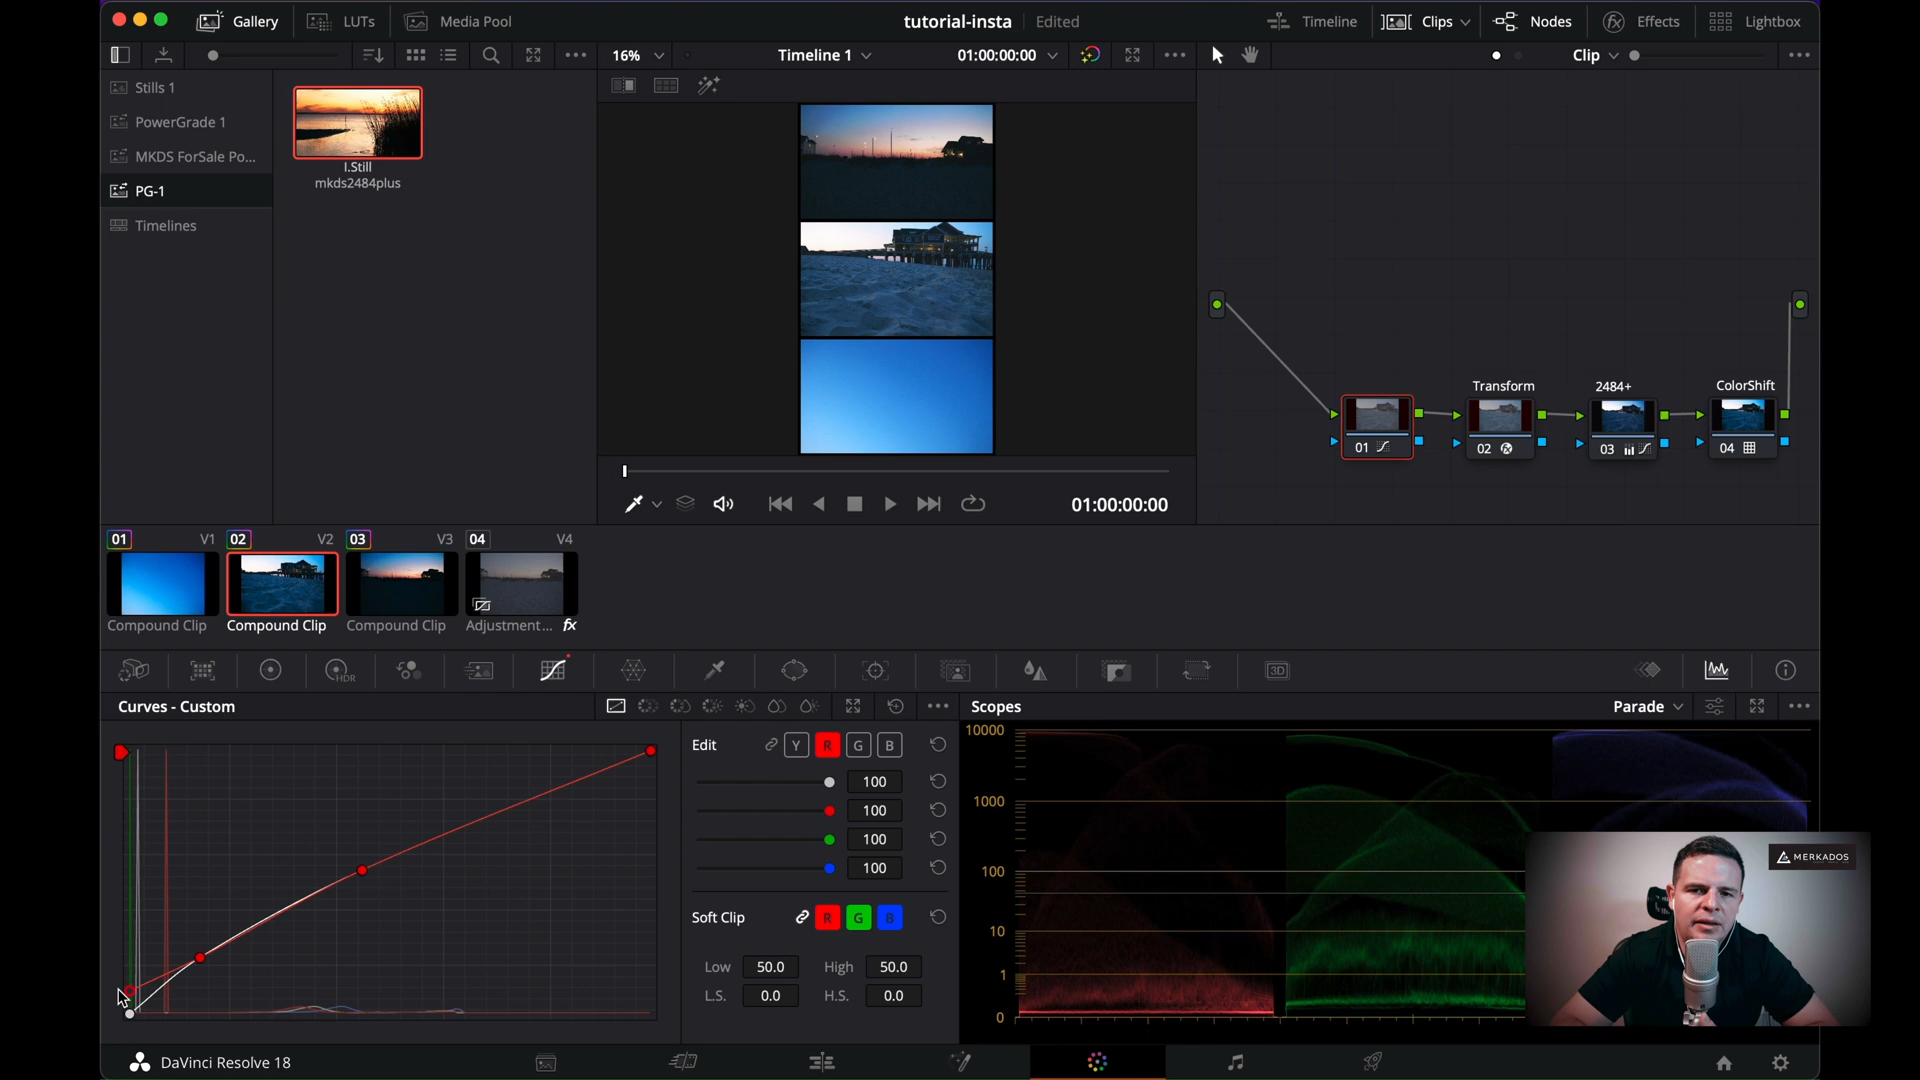 Gallery LUTs Media Pool tutorial-insta Edited Timeline Clips Nodes Effects Lightbox
16% Timeline 1 01:00:00:00 Clip
Stills 1
PowerGrade 1
MKDS ForSale Po...
PG-1
Timelines
I.Still
mkds2484plus
Transform 2484+ ColorShift
01 02 03 04
01:00:00:00
01 V1 02 V2 03 V3 04 V4
Compound Clip Compound Clip Compound Clip Adjustment... fx
HDR 3D
Curves - Custom
Scopes Parade
Edit Y R G B
100
100
100
100
Soft Clip R G B
Low 50.0 High 50.0
L.S. 0.0 H.S. 0.0
10000
1000
100
10
1
0
MERKADOS
DaVinci Resolve 18